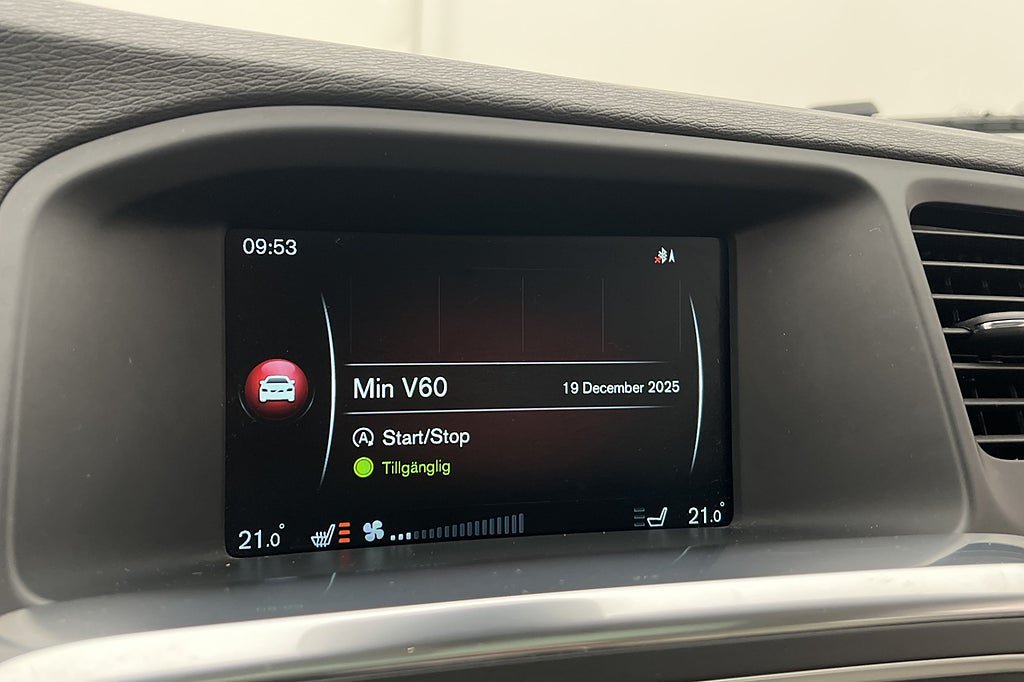 09:53
A
Min V60 19 December 2025
A Start/Stop
Tillgänglig
21.0° 21.0°